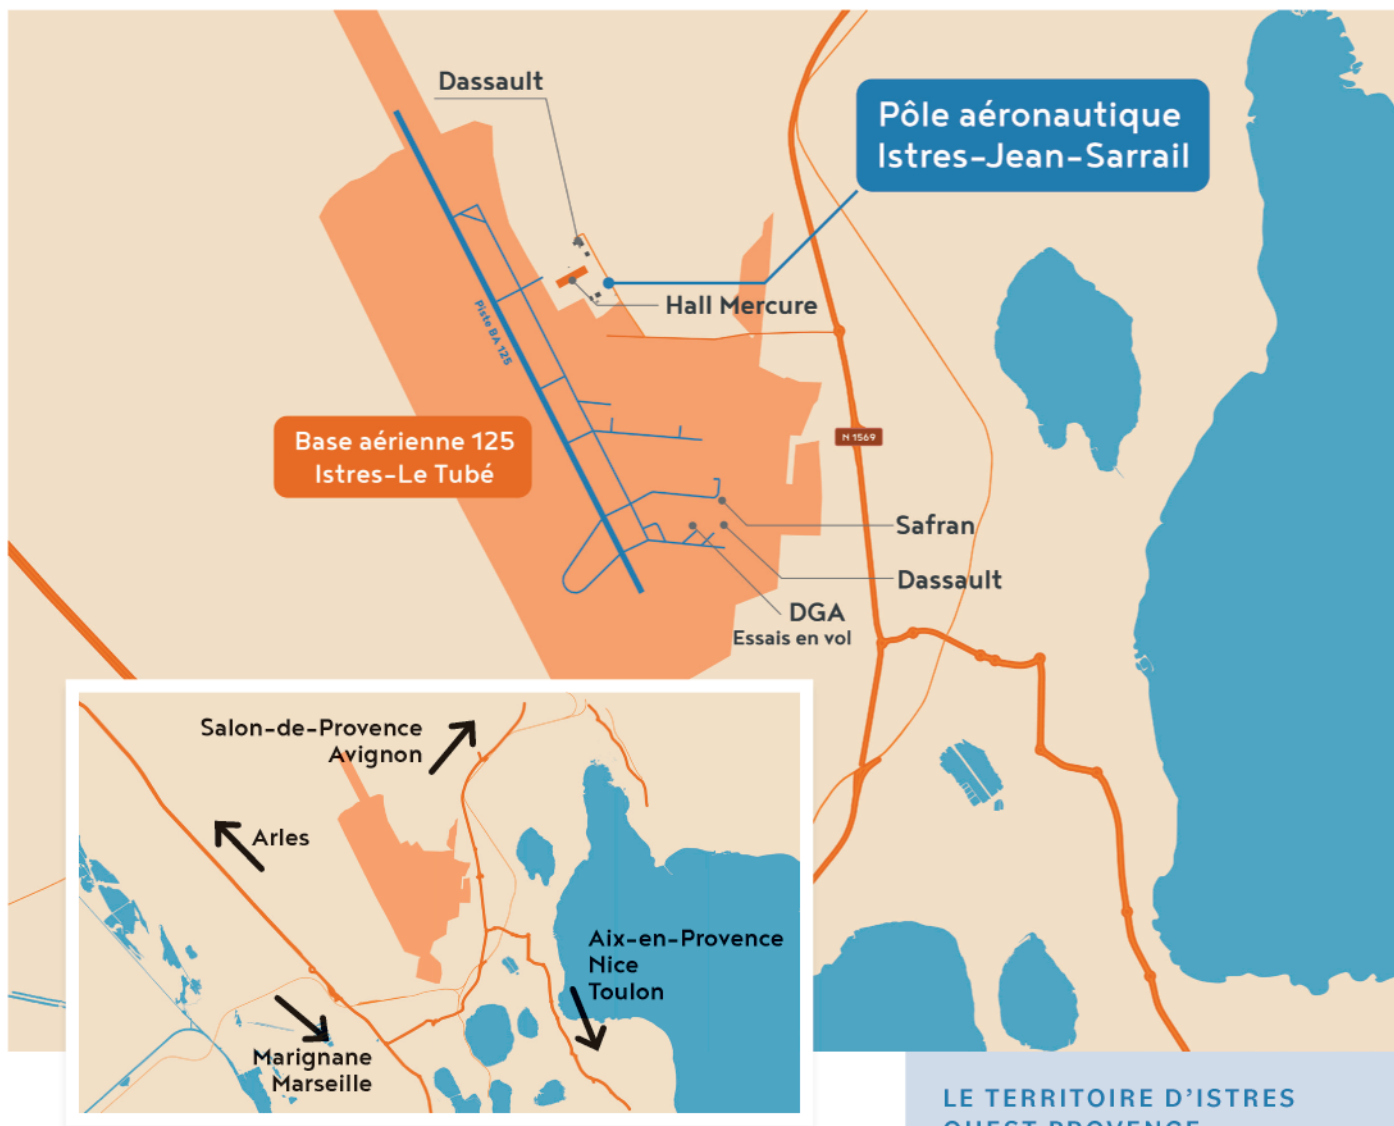 Dassault
Pôle aéronautique
Istres-Jean-Sarrail
Hall Mercure
Piste BA 125
Base aérienne 125
Istres-Le Tubé
N 1569
Safran
Dassault
DGA
Essais en vol
Salon-de-Provence
Avignon
Arles
Aix-en-Provence
Nice
Toulon
Marignane
Marseille
LE TERRITOIRE D'ISTRES
OUEST PROVENCE